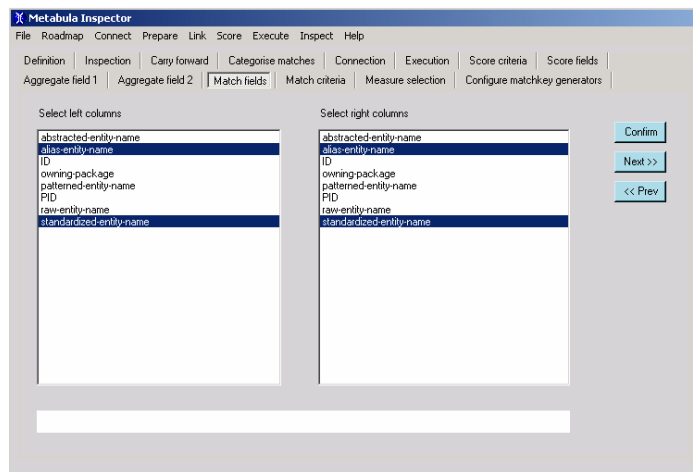 Metabula Inspector
File Roadmap Connect Prepare Link Score Execute Inspect Help
Definition Inspection Carry forward Categorise matches Connection Execution Score criteria Score fields
Aggregate field 1 Aggregate field 2 Match fields Match criteria Measure selection Configure matchkey generators
Select left columns Select right columns
abstracted-entity-name abstracted-entity-name Confirm
alias-entity-name alias-entity-name
ID ID Next >>
owning-package owning-package
patterned-entity-name patterned-entity-name
PID PID << Prev
raw-entity-name raw-entity-name
standardized-entity-name standardized-entity-name